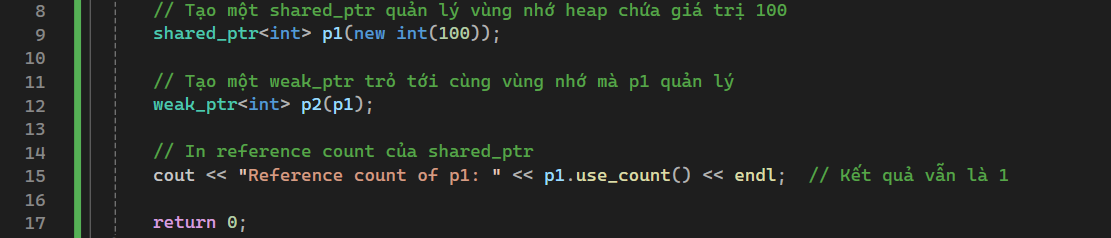 8 // Tạo một shared_ptr quản lý vùng nhớ heap chứa giá trị 100
9 shared_ptr<int> p1(new int(100));
10
11 // Tạo một weak_ptr trỏ tới cùng vùng nhớ mà p1 quản lý
12 weak_ptr<int> p2(p1);
13
14 // In reference count của shared_ptr
15 cout << "Reference count of p1: " << p1.use_count() << endl;  // Kết quả vẫn là 1
16
17 return 0;